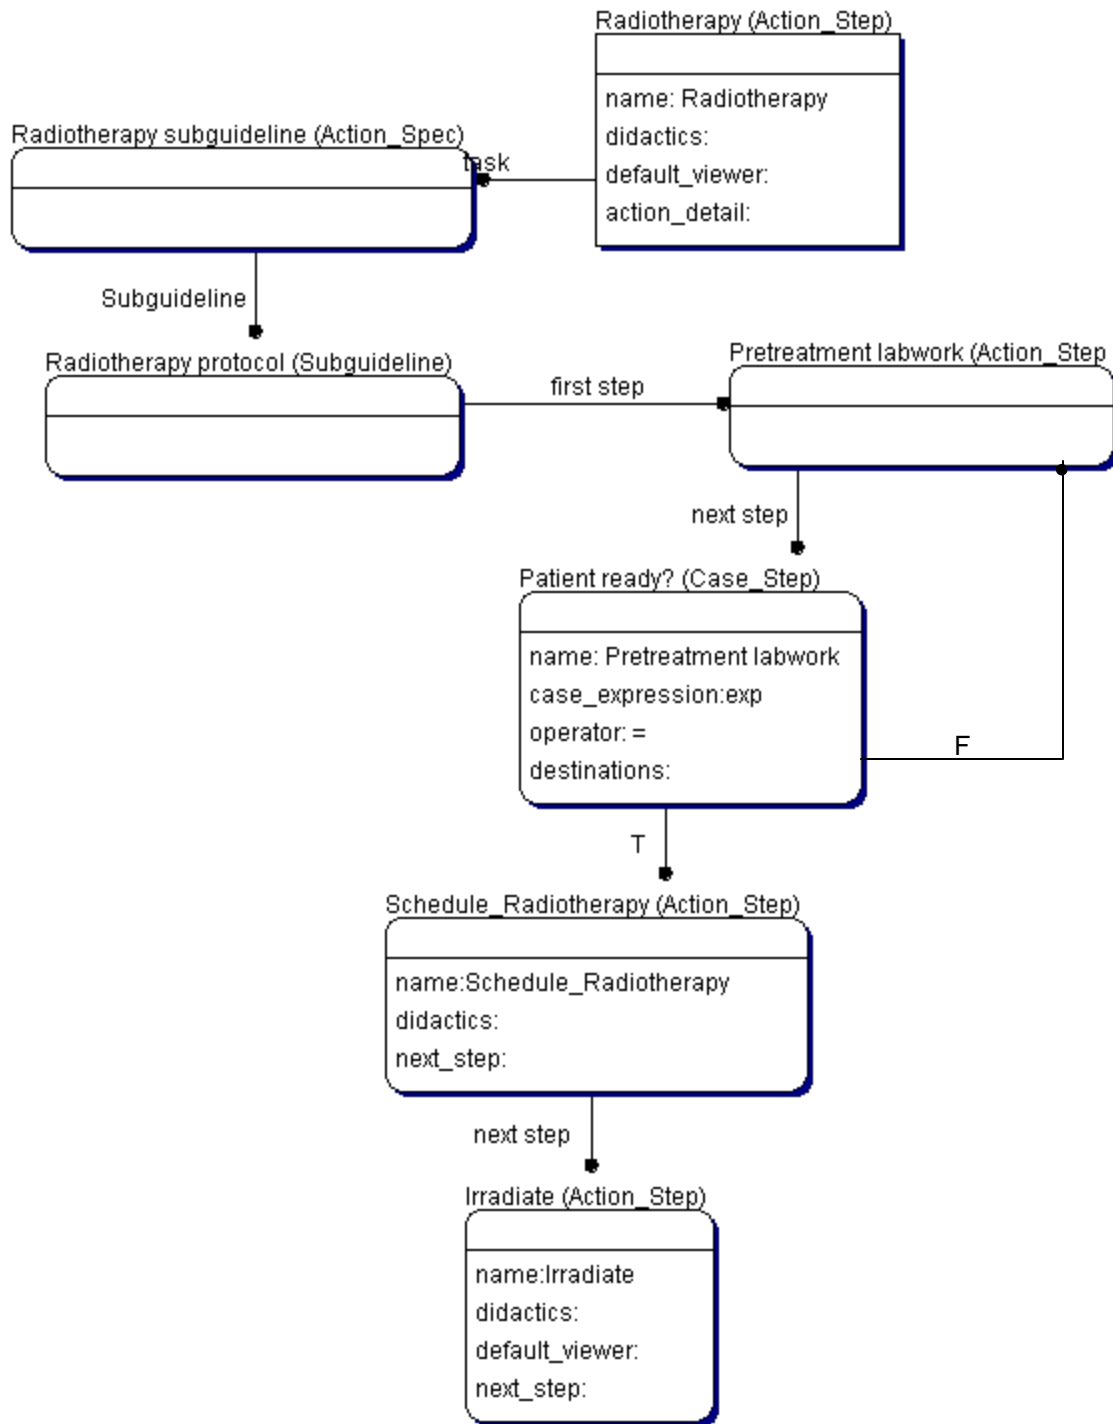 Radiotherapy (Action_Step)
name: Radiotherapy
didactics:
default_viewer:
action_detail:
Radiotherapy subguideline (Action_Spec)
task
Subguideline
Radiotherapy protocol (Subguideline)
first step
Pretreatment labwork (Action_Step
next step
Patient ready? (Case_Step)
name: Pretreatment labwork
case_expression:exp
operator: =
destinations:
F
T
Schedule_Radiotherapy (Action_Step)
name:Schedule_Radiotherapy
didactics:
next_step:
next step
Irradiate (Action_Step)
name:Irradiate
didactics:
default_viewer:
next_step: